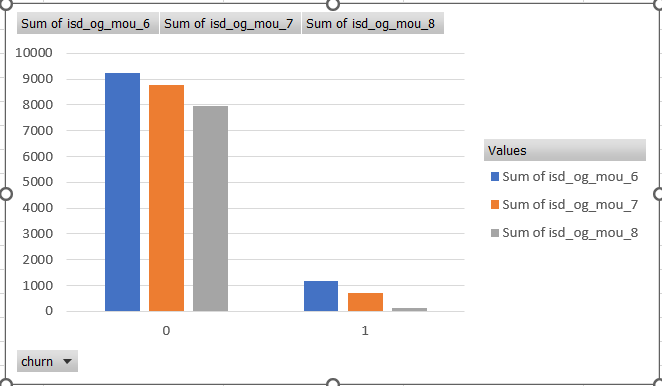 Sum of isd_og_mou_6 Sum of isd_og_mou_7 Sum of isd_og_mou_8
10000
9000
8000
7000
6000
5000
4000
3000
2000
1000
0
0 1
Values
Sum of isd_og_mou_6
Sum of isd_og_mou_7
Sum of isd_og_mou_8
churn